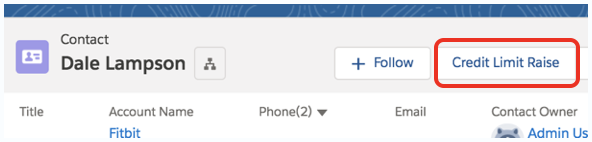 Contact
Dale Lampson
+ Follow
Credit Limit Raise
Title Account Name Phone(2) Email Contact Owner
Fitbit Admin Us